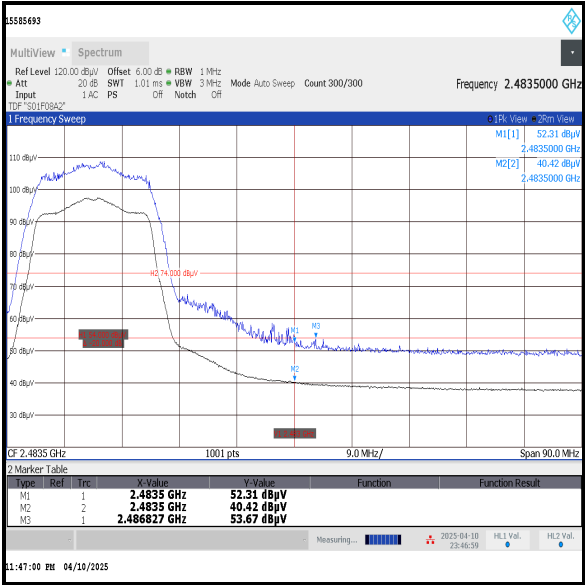 15585693
MultiView Spectrum
Ref Level 120.00 dBµV Offset 6.00 dB RBW 1 MHz
Att 20 dB SWT 1.01 ms VBW 3 MHz Mode Auto Sweep Count 300/300 Frequency 2.4835000 GHz
Input 1 AC PS Off Notch Off
TDF "S01F08A2"
1 Frequency Sweep 1Pk View 2Rm View
M1[1] 52.31 dBµV
2.4835000 GHz
M2[2] 40.42 dBµV
2.4835000 GHz
110 dBµV
100 dBµV
90 dBµV
80 dBµV
H2 74.000 dBµV
70 dBµV
60 dBµV
M1 M3
50 dBµV
M2
40 dBµV
30 dBµV
CF 2.4835 GHz 1001 pts 9.0 MHz/ Span 90.0 MHz
2 Marker Table
Type Ref Trc X-Value Y-Value Function Function Result
M1 1 2.4835 GHz 52.31 dBµV
M2 2 2.4835 GHz 40.42 dBµV
M3 1 2.486827 GHz 53.67 dBµV
Measuring... 2025-04-10 HL1 Val. HL2 Val.
23:46:59
11:47:00 PM 04/10/2025